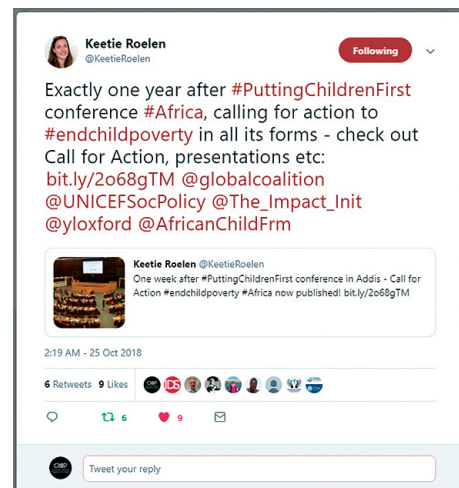 Keetie Roelen
@KeetieRoelen
Following
Exactly one year after #PuttingChildrenFirst
conference #Africa, calling for action to
#endchildpoverty in all its forms - check out
Call for Action, presentations etc:
bit.ly/2o68gTM @globalcoalition
@UNICEFSocPolicy @The_Impact_Init
@yloxford @AfricanChildFrm
Keetie Roelen @KeetieRoelen
One week after #PuttingChildrenFirst conference in Addis - Call for
Action #endchildpoverty #Africa now published! bit.ly/2o68gTM
2:19 AM - 25 Oct 2018
6 Retweets 9 Likes
IDS
6 9
Tweet your reply